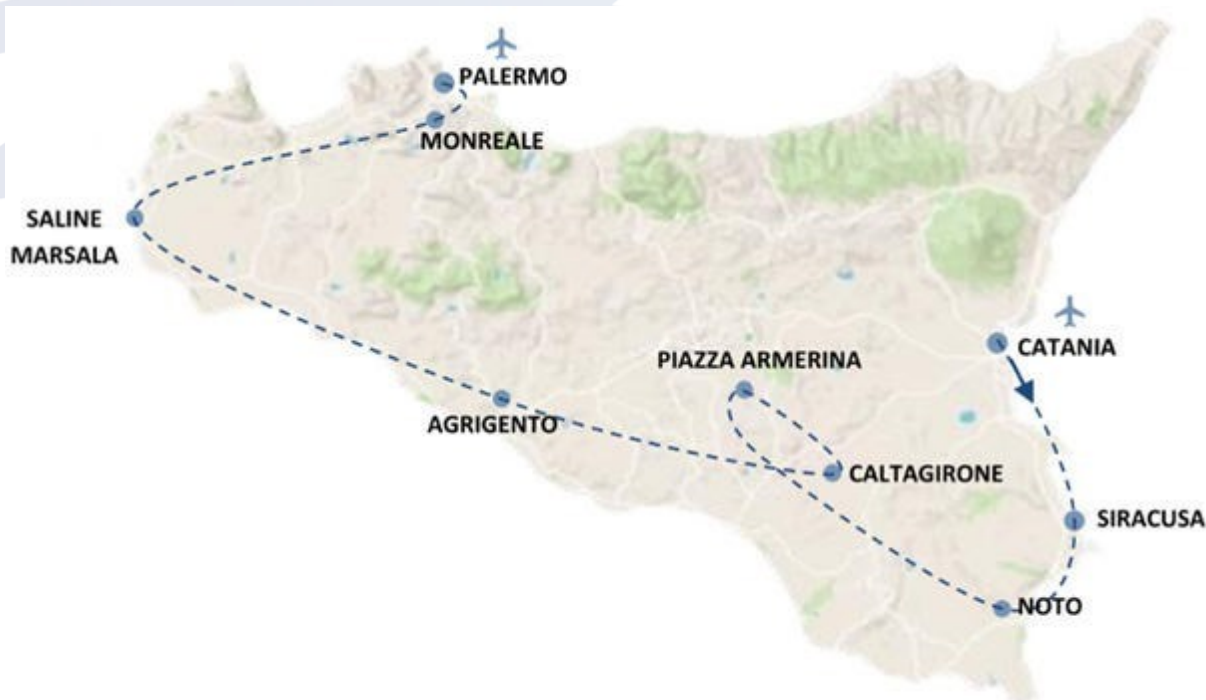 PALERMO
MONREALE
SALINE
MARSALA
CATANIA
PIAZZA ARMERINA
AGRIGENTO
CALTAGIRONE
SIRACUSA
NOTO